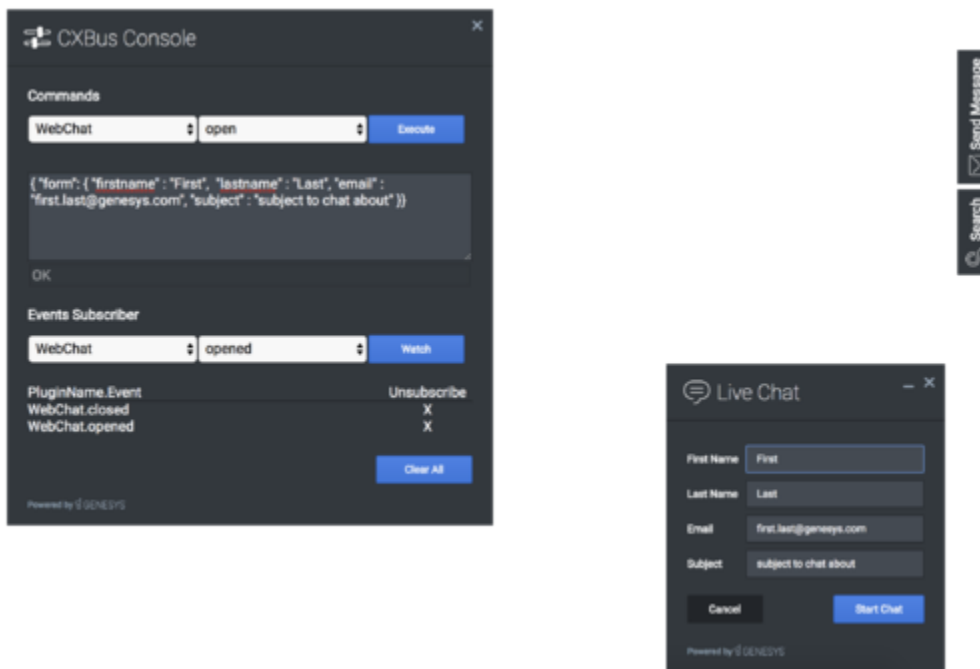 CXBus Console
Commands
WebChat open Execute
{ "form": { "firstname" : "First", "lastname" : "Last", "email" :
"first.last@genesys.com", "subject" : "subject to chat about" }}
OK
Events Subscriber
WebChat opened Watch
PluginName.Event Unsubscribe
WebChat.closed X
WebChat.opened X
Clear All
Powered by GENESYS
Send Message
Search
Live Chat
First Name First
Last Name Last
Email first.last@genesys.com
Subject subject to chat about
Cancel Start Chat
Powered by GENESYS